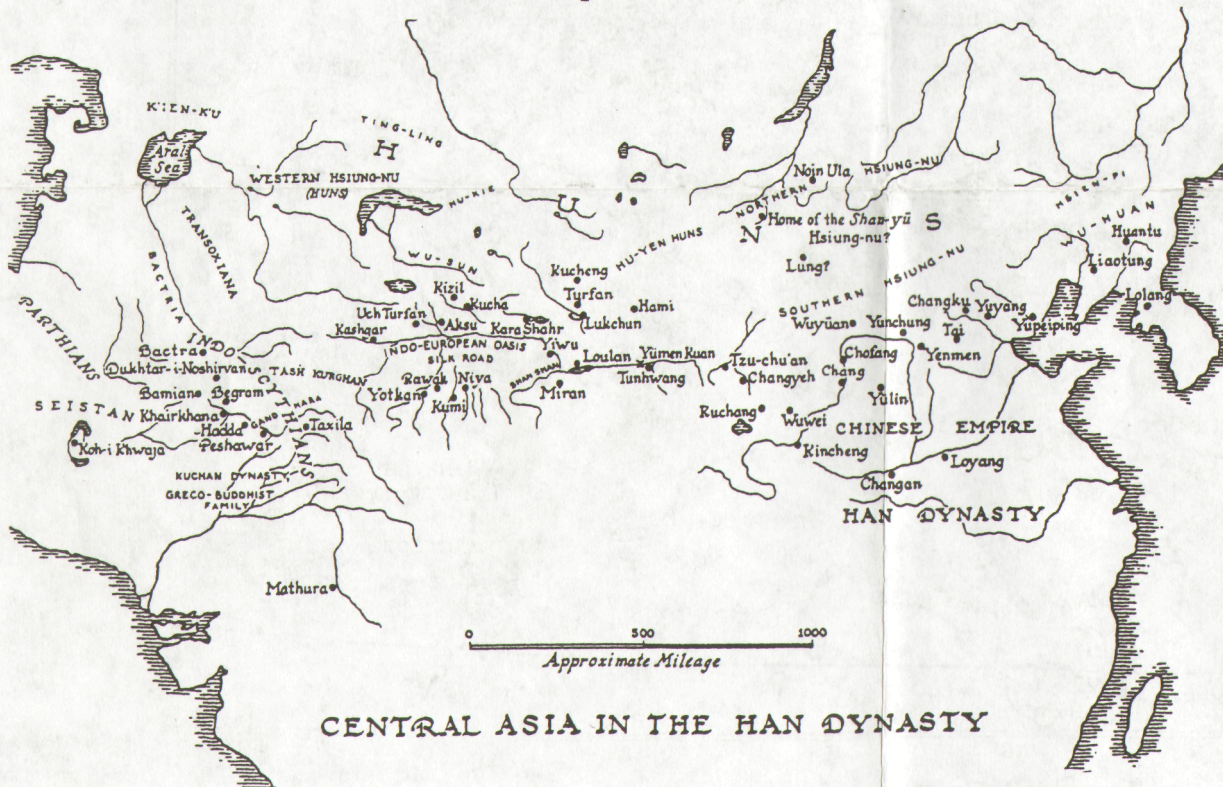 K'IEN-K'U
TING-LING
H
Aral
Sea
WESTERN HSIUNG-NU
(HUNS)
HU-KIE
U
Nojn Ula
HSIUNG-NU
NORTHERN
Home of the Shan-yü
Hsiung-nu?
N
S
HSIEN-PI
WU-HUAN
Huantu
Liaotung
Lolang
TRANSOXIANA
BACTRIA
WU-SUN
HU-YEN HUNS
Lung?
SOUTHERN HSIUNG-NU
Kucheng
Turfan
Hami
Lukchun
Kizil
Kucha
Uch Turfan
Aksu
Kara Shahr
Kashgar
Changku
Yuyang
Yupeiping
Wuyüan
Yunchung
Tai
Yenmen
PARTHIANS
INDO-SCYTHIANS
Bactra
INDO-EUROPEAN OASIS
SILK ROAD
Yiwu
Loulan
Yümen Kuan
Tunhwang
Tzu-chu'an
Changyeh
Chofang
Chang
Dukhtar-i-Noshirvan
TASH KURGHAN
Rawak
Niya
SHAN SHAN
Miran
Bamiane
Begram
Yotkan
Kumi
Yülin
SEISTAN
Khairkhana
GANDHARA
Hadda
Taxila
Peshawar
Koh-i Khwaja
Ruchang
Wuwei
Kincheng
CHINESE EMPIRE
Loyang
Changan
KUCHAN DYNASTY
GRECO-BUDDHIST
FAMILY
HAN DYNASTY
Mathura
0 500 1000
Approximate Mileage
CENTRAL ASIA IN THE HAN DYNASTY